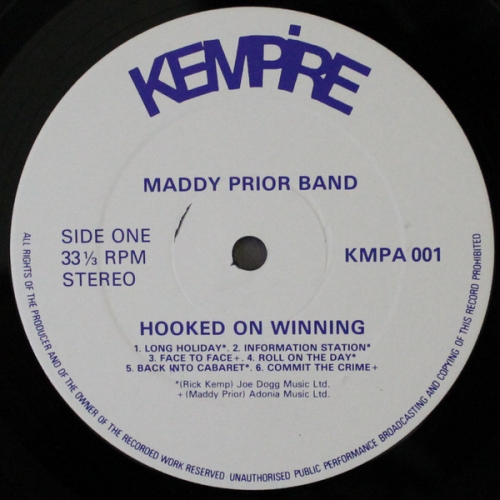 KEMPIRE
MADDY PRIOR BAND
SIDE ONE
33 ⅓ RPM
STEREO
KMPA 001
HOOKED ON WINNING
1. LONG HOLIDAY*. 2. INFORMATION STATION*
3. FACE TO FACE+. 4. ROLL ON THE DAY*
5. BACK INTO CABARET*. 6. COMMIT THE CRIME+
*(Rick Kemp) Joe Dogg Music Ltd.
+(Maddy Prior) Adonia Music Ltd.
ALL RIGHTS OF THE PRODUCER AND OF THE OWNER OF THE RECORDED WORK RESERVED UNAUTHORISED PUBLIC PERFORMANCE BROADCASTING AND COPYING OF THIS RECORD PROHIBITED